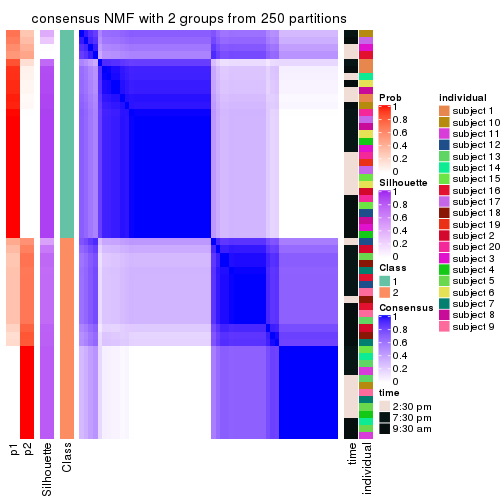 consensus NMF with 2 groups from 250 partitions
p1
p2
Silhouette
Class
time
individual
Prob
1
0.8
0.6
0.4
0.2
0
Silhouette
1
0.8
0.6
0.4
0.2
0
Class
1
2
Consensus
1
0.8
0.6
0.4
0.2
0
time
2:30 pm
7:30 pm
9:30 am
individual
subject 1
subject 10
subject 11
subject 12
subject 13
subject 14
subject 15
subject 16
subject 17
subject 18
subject 19
subject 2
subject 20
subject 3
subject 4
subject 5
subject 6
subject 7
subject 8
subject 9